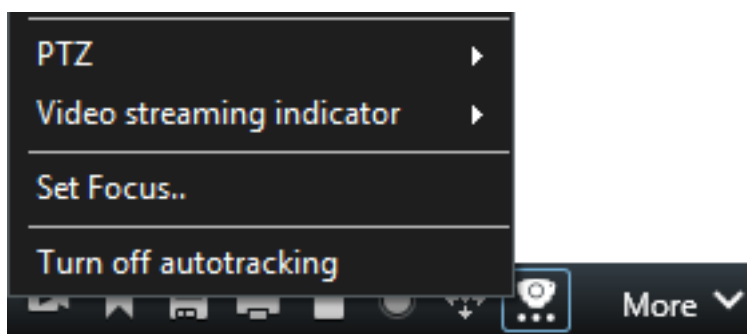 PTZ
Video streaming indicator
Set Focus..
Turn off autotracking
More